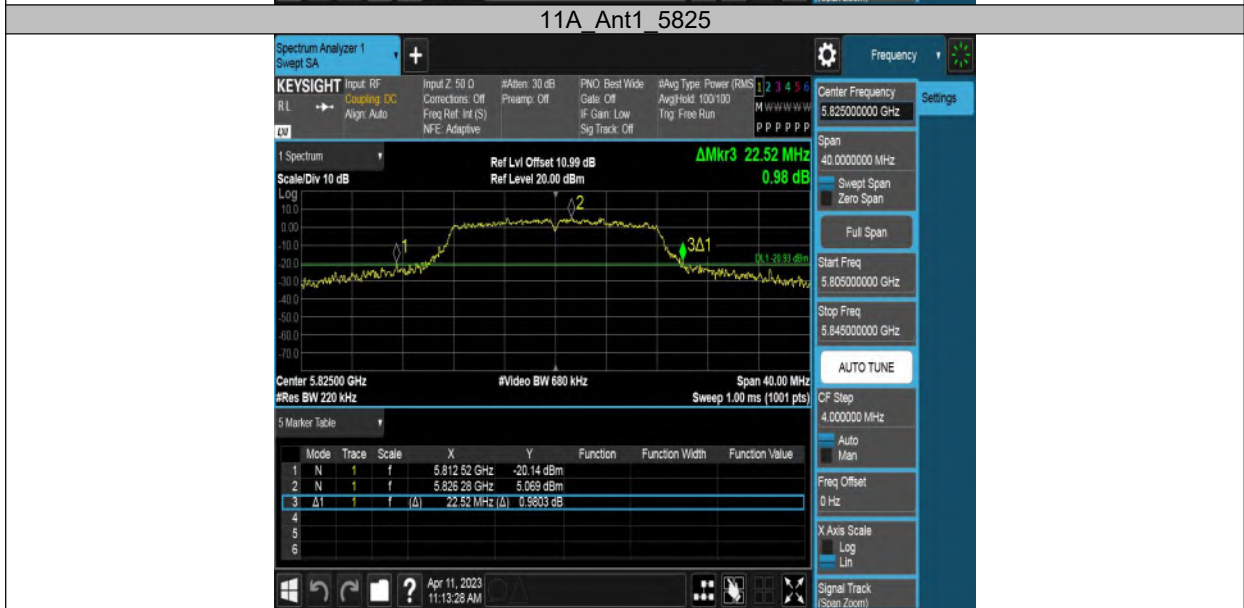 11A_Ant1_5825
Spectrum Analyzer 1
Swept SA
+
Frequency
KEYSIGHT
RL
LXI
Input: RF
Coupling: DC
Align: Auto
Input Z: 50 Ω
Corrections: Off
Freq Ref: Int (S)
NFE: Adaptive
#Atten: 30 dB
Preamp: Off
PNO: Best Wide
Gate: Off
IF Gain: Low
Sig Track: Off
#Avg Type: Power (RMS
Avg|Hold: 100/100
Trig: Free Run
1 2 3 4 5 6
M W W W W W
P P P P P P
Center Frequency
5.825000000 GHz
Settings
Span
40.0000000 MHz
Swept Span
Zero Span
Full Span
Start Freq
5.805000000 GHz
Stop Freq
5.845000000 GHz
AUTO TUNE
CF Step
4.000000 MHz
Auto
Man
Freq Offset
0 Hz
X Axis Scale
Log
Lin
Signal Track
(Span Zoom)
1 Spectrum
Scale/Div 10 dB
Ref Lvl Offset 10.99 dB
Ref Level 20.00 dBm
ΔMkr3 22.52 MHz
0.98 dB
Log
10.0
0.00
-10.0
-20.0
-30.0
-40.0
-50.0
-60.0
-70.0
1
2
3Δ1
DL1 -20.93 dBm
Center 5.82500 GHz
#Video BW 680 kHz
Span 40.00 MHz
#Res BW 220 kHz
Sweep 1.00 ms (1001 pts)
5 Marker Table
Mode Trace Scale X Y Function Function Width Function Value
1 N 1 f 5.812 52 GHz -20.14 dBm
2 N 1 f 5.826 28 GHz 5.069 dBm
3 Δ1 1 f (Δ) 22.52 MHz (Δ) 0.9803 dB
4
5
6
?
Apr 11, 2023
11:13:28 AM